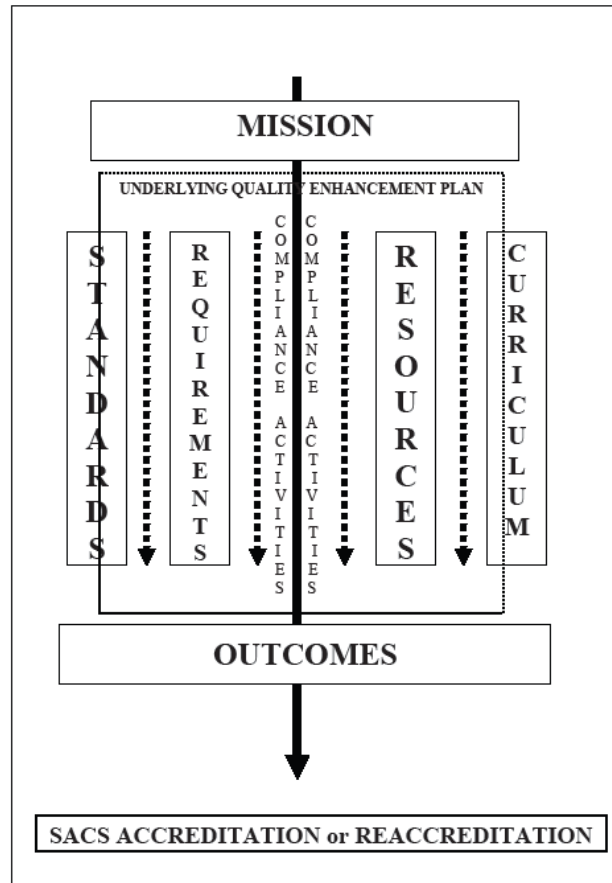 MISSION
UNDERLYING QUALITY ENHANCEMENT PLAN
STANDARDS
REQUIREMENTS
COMPLIANCE ACTIVITIES
COMPLIANCE ACTIVITIES
RESOURCES
CURRICULUM
OUTCOMES
SACS ACCREDITATION or REACCREDITATION